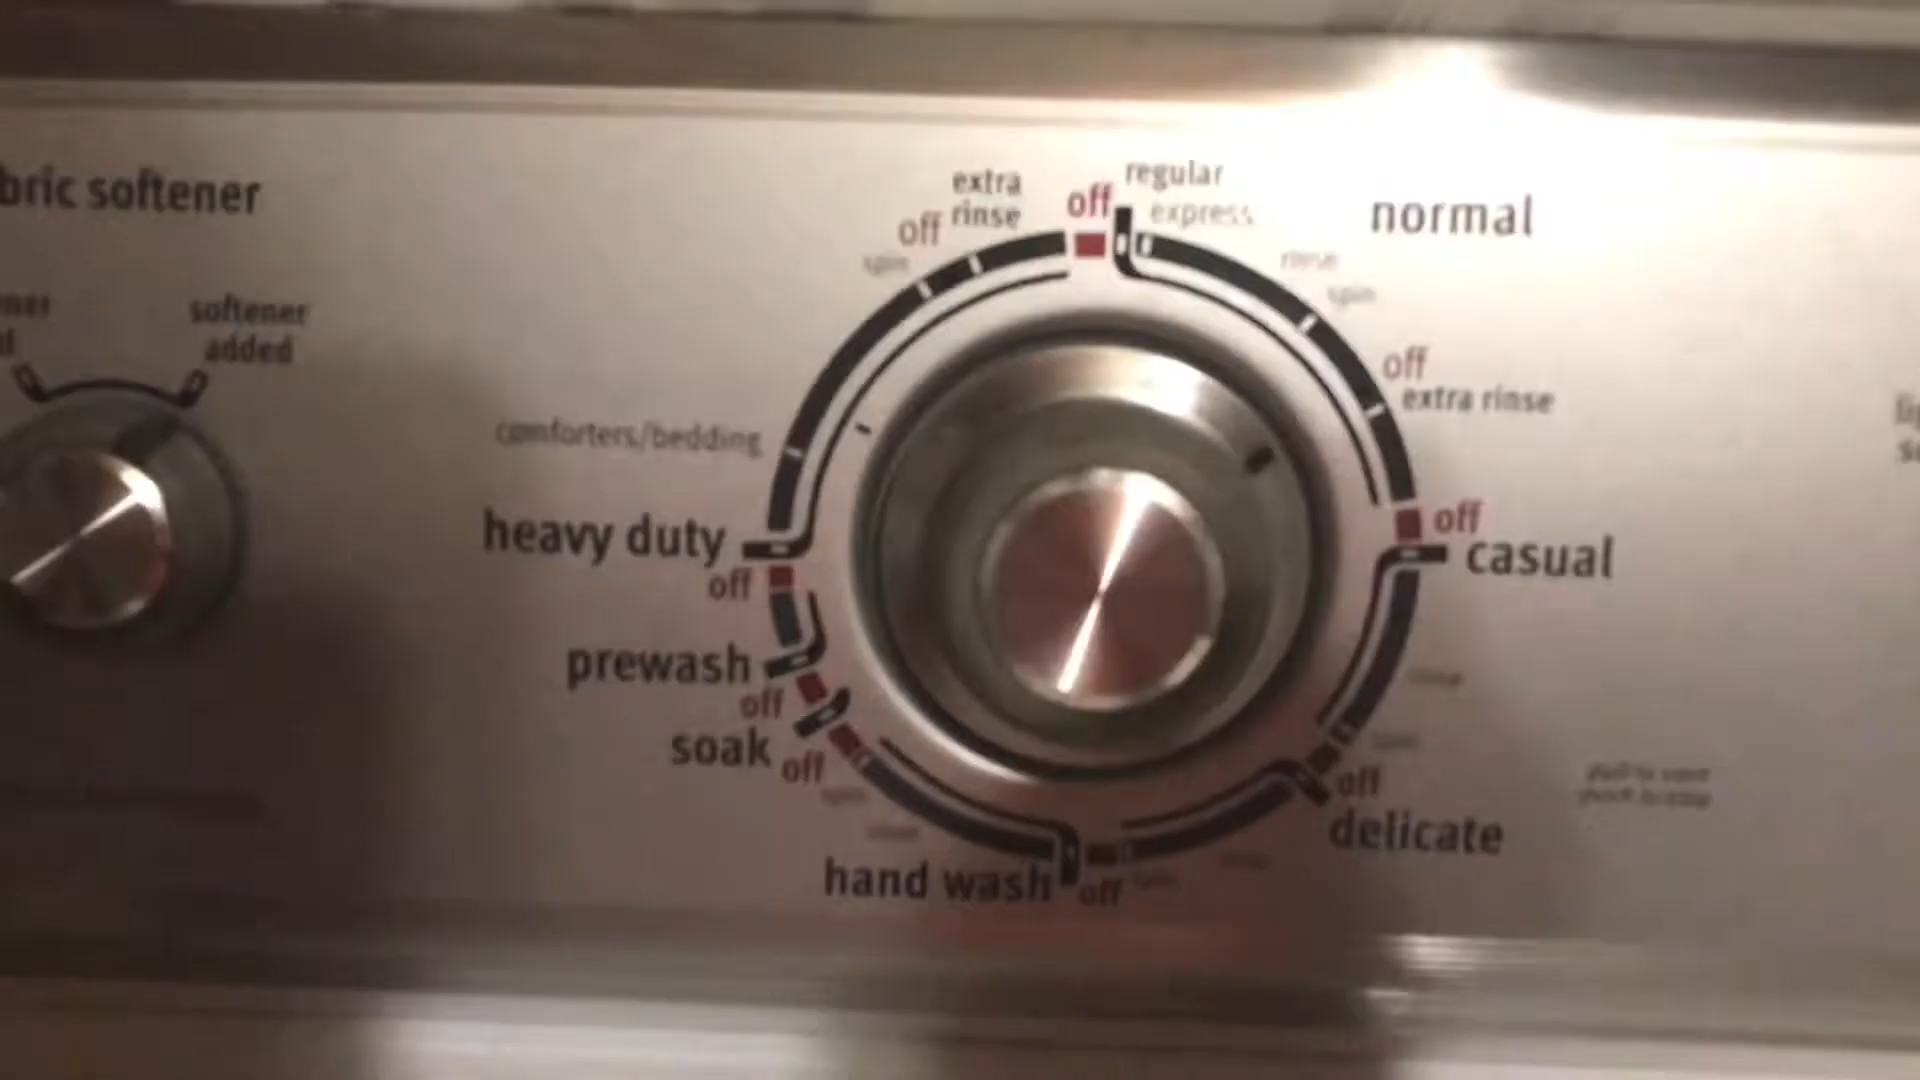 bric softener
softener
added
extra
rinse
off
spin
off
regular
express
normal
rinse
spin
off
extra rinse
comforters/bedding
heavy duty
off
prewash
off
soak
off
spin
hand wash
off
off
casual
off
delicate